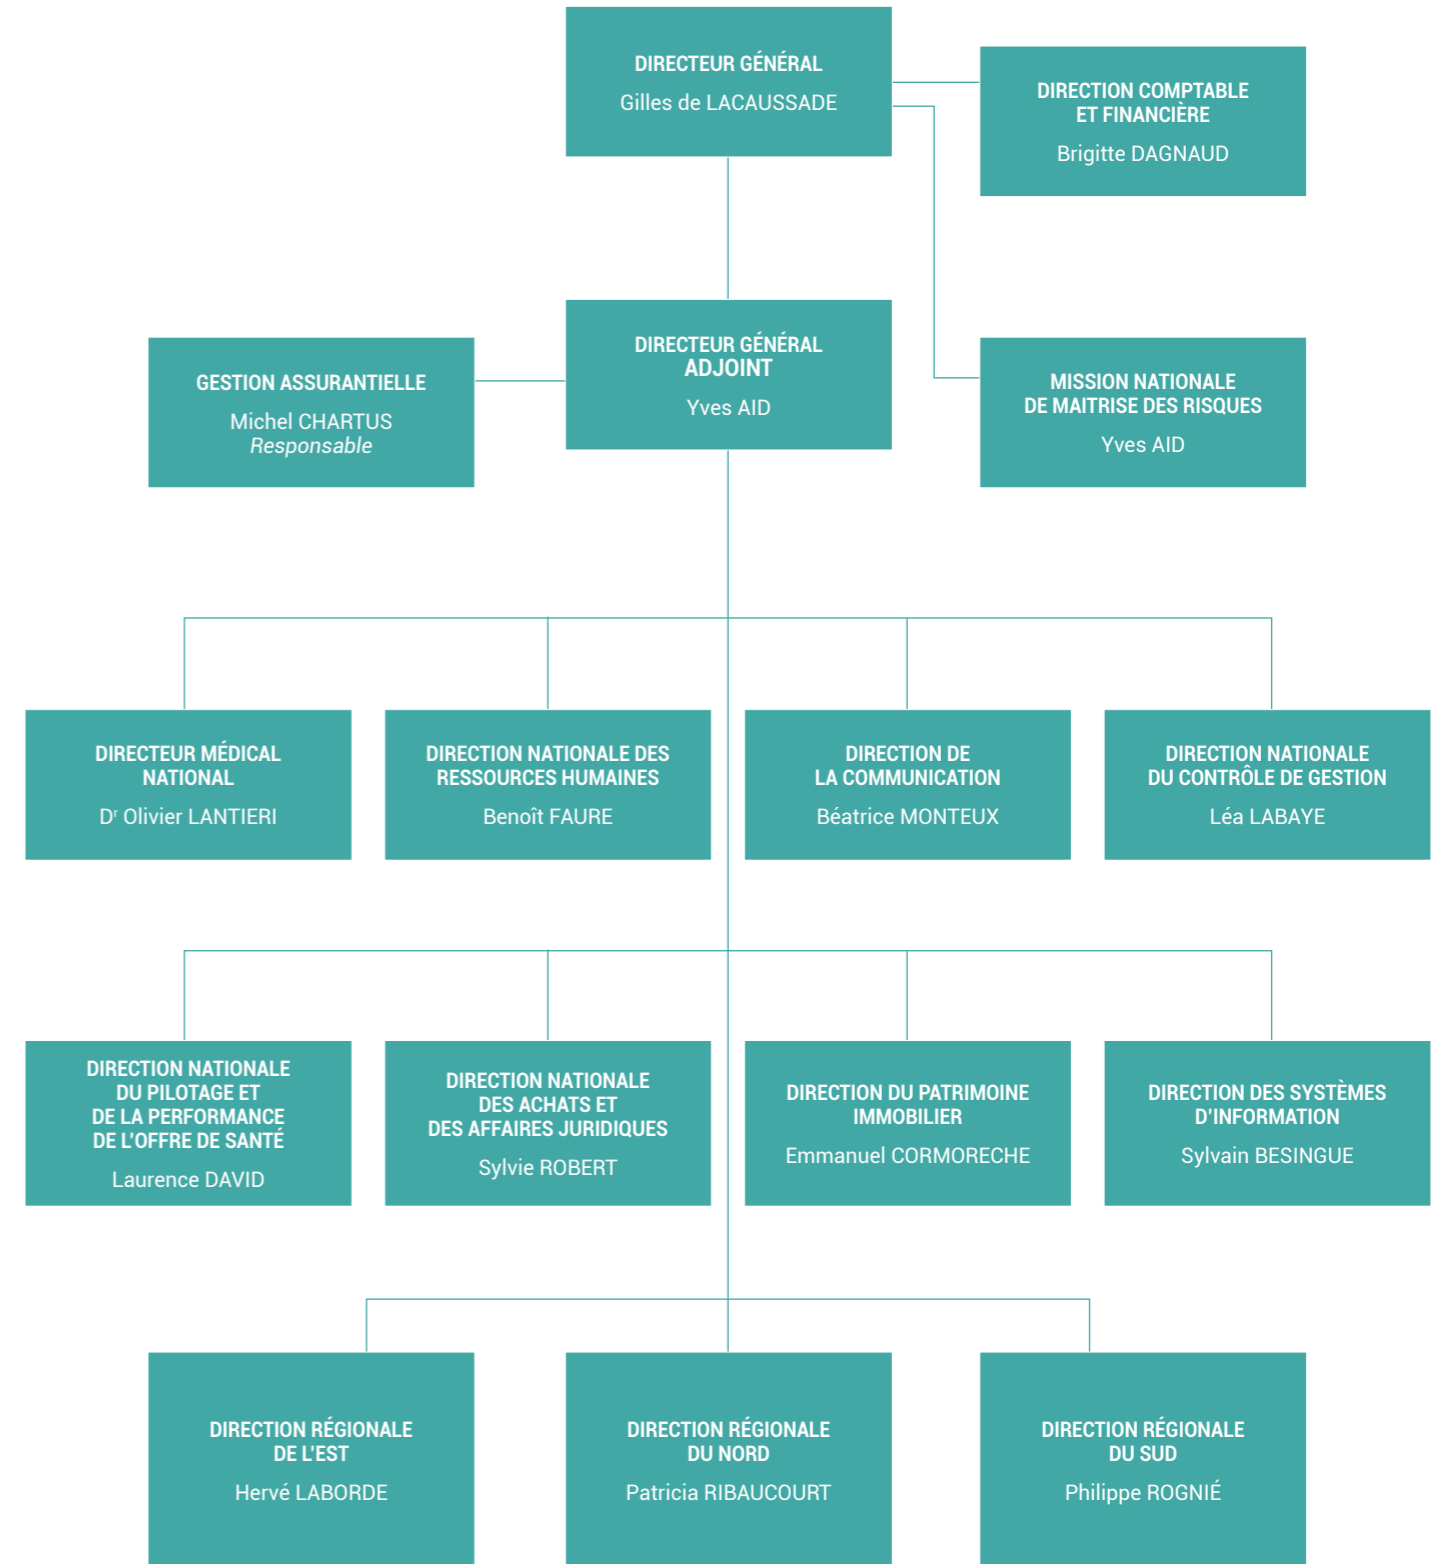 DIRECTEUR GÉNÉRAL
Gilles de LACAUSSADE
DIRECTION COMPTABLE
ET FINANCIÈRE
Brigitte DAGNAUD
GESTION ASSURANTIELLE
Michel CHARTUS
Responsable
DIRECTEUR GÉNÉRAL
ADJOINT
Yves AID
MISSION NATIONALE
DE MAITRISE DES RISQUES
Yves AID
DIRECTEUR MÉDICAL
NATIONAL
Dʳ Olivier LANTIERI
DIRECTION NATIONALE DES
RESSOURCES HUMAINES
Benoît FAURE
DIRECTION DE
LA COMMUNICATION
Béatrice MONTEUX
DIRECTION NATIONALE
DU CONTRÔLE DE GESTION
Léa LABAYE
DIRECTION NATIONALE
DU PILOTAGE ET
DE LA PERFORMANCE
DE L'OFFRE DE SANTÉ
Laurence DAVID
DIRECTION NATIONALE
DES ACHATS ET
DES AFFAIRES JURIDIQUES
Sylvie ROBERT
DIRECTION DU PATRIMOINE
IMMOBILIER
Emmanuel CORMORECHE
DIRECTION DES SYSTÈMES
D'INFORMATION
Sylvain BESINGUE
DIRECTION RÉGIONALE
DE L'EST
Hervé LABORDE
DIRECTION RÉGIONALE
DU NORD
Patricia RIBAUCOURT
DIRECTION RÉGIONALE
DU SUD
Philippe ROGNIÉ